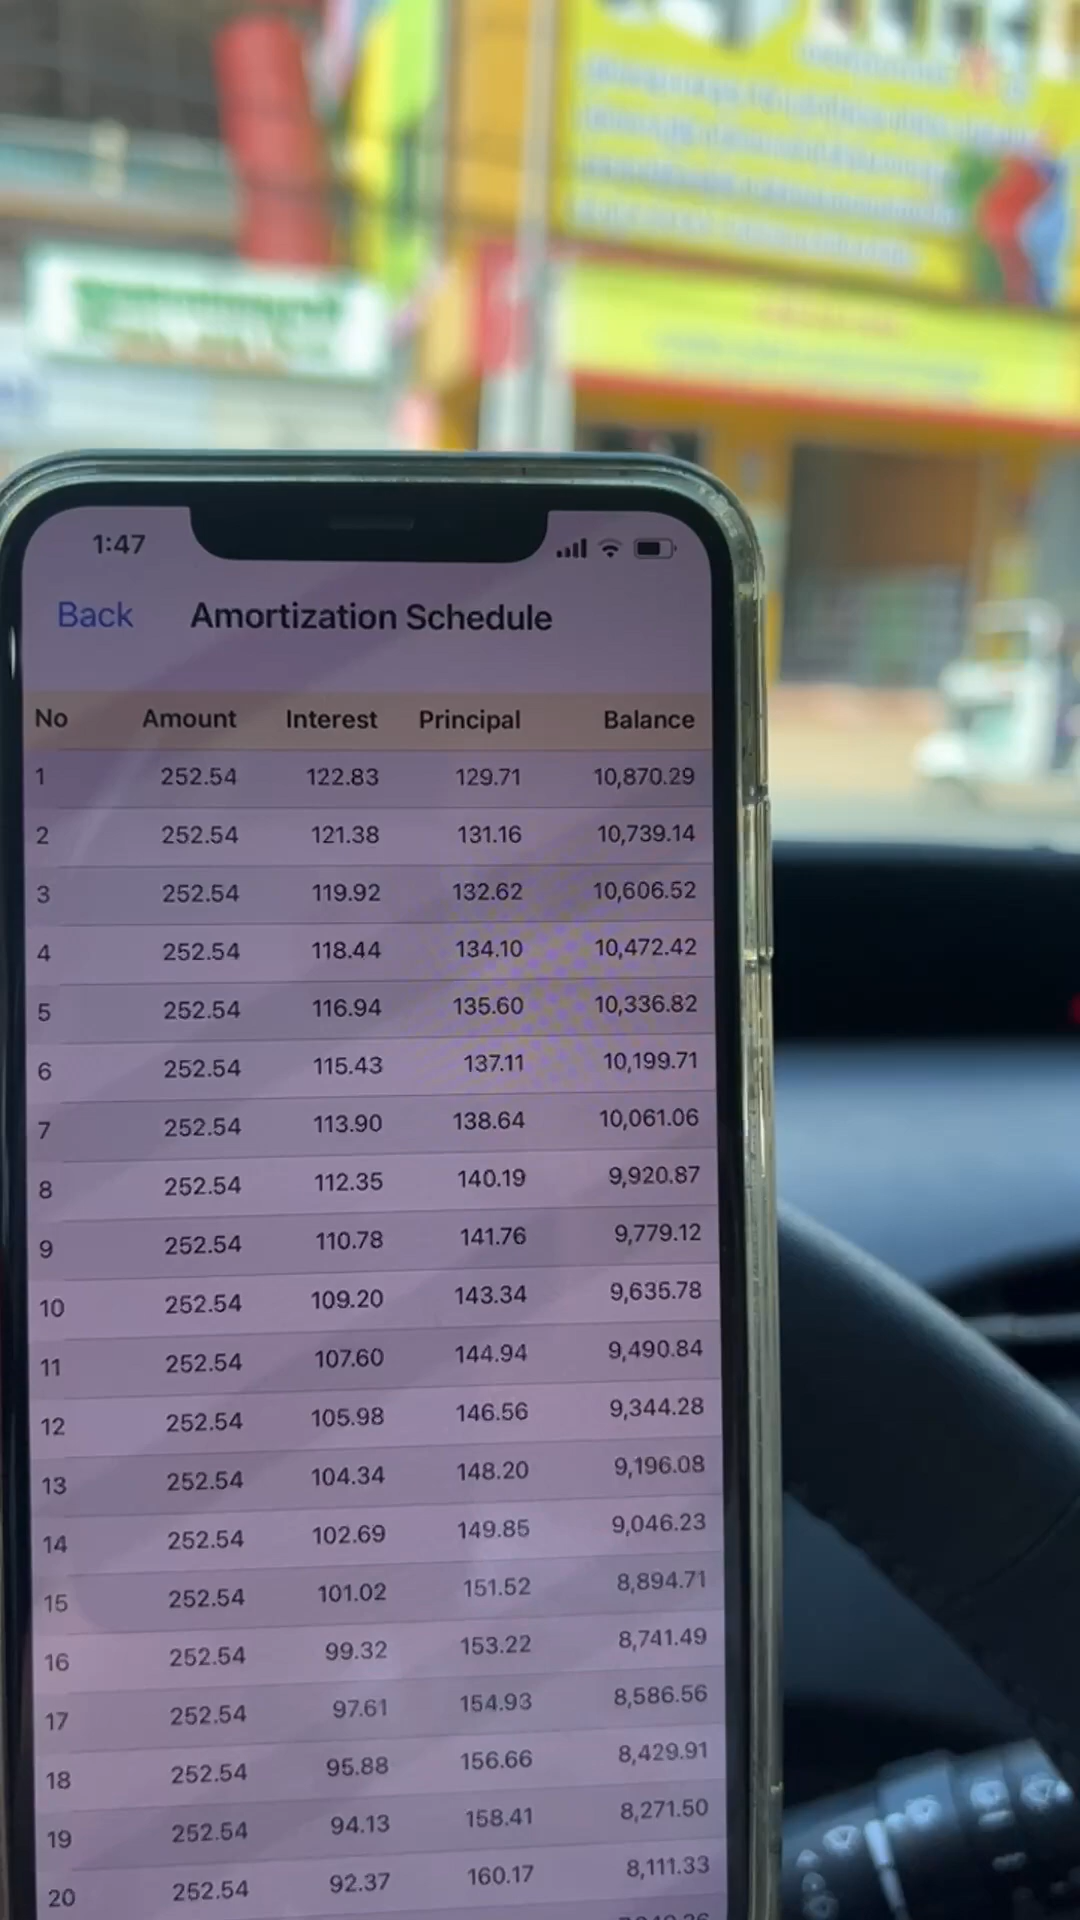 1:47
Back Amortization Schedule
No Amount Interest Principal Balance
1 252.54 122.83 129.71 10,870.29
2 252.54 121.38 131.16 10,739.14
3 252.54 119.92 132.62 10,606.52
4 252.54 118.44 134.10 10,472.42
5 252.54 116.94 135.60 10,336.82
6 252.54 115.43 137.11 10,199.71
7 252.54 113.90 138.64 10,061.06
8 252.54 112.35 140.19 9,920.87
9 252.54 110.78 141.76 9,779.12
10 252.54 109.20 143.34 9,635.78
11 252.54 107.60 144.94 9,490.84
12 252.54 105.98 146.56 9,344.28
13 252.54 104.34 148.20 9,196.08
14 252.54 102.69 149.85 9,046.23
15 252.54 101.02 151.52 8,894.71
16 252.54 99.32 153.22 8,741.49
17 252.54 97.61 154.93 8,586.56
18 252.54 95.88 156.66 8,429.91
19 252.54 94.13 158.41 8,271.50
20 252.54 92.37 160.17 8,111.33